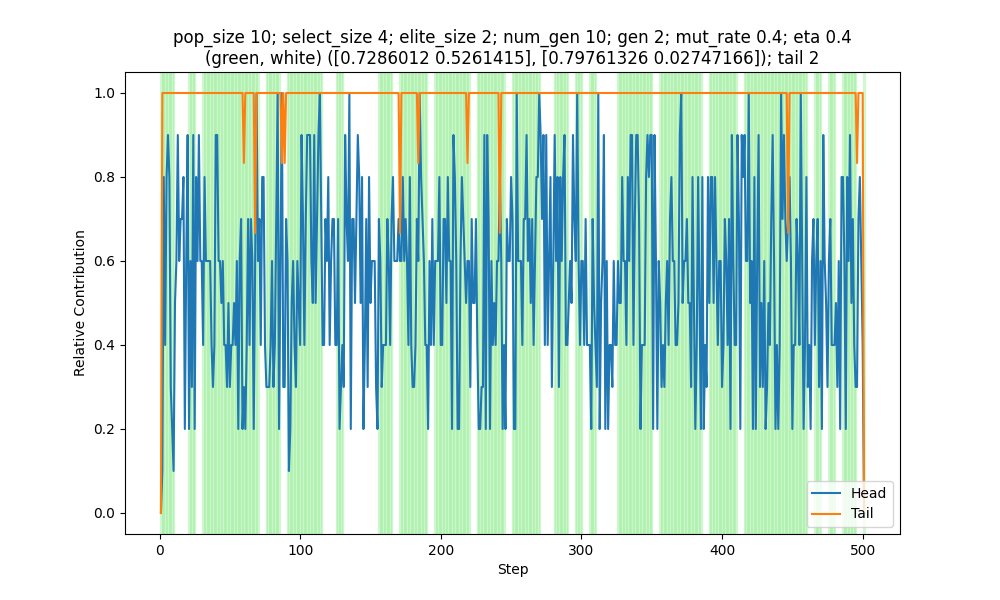 pop_size 10; select_size 4; elite_size 2; num_gen 10; gen 2; mut_rate 0.4; eta 0.4
(green, white) ([0.7286012 0.5261415], [0.79761326 0.02747166]); tail 2
1.0
0.8
0.6
0.4
0.2
0.0
Relative Contribution
Head
Tail
0
100
200
300
400
500
Step